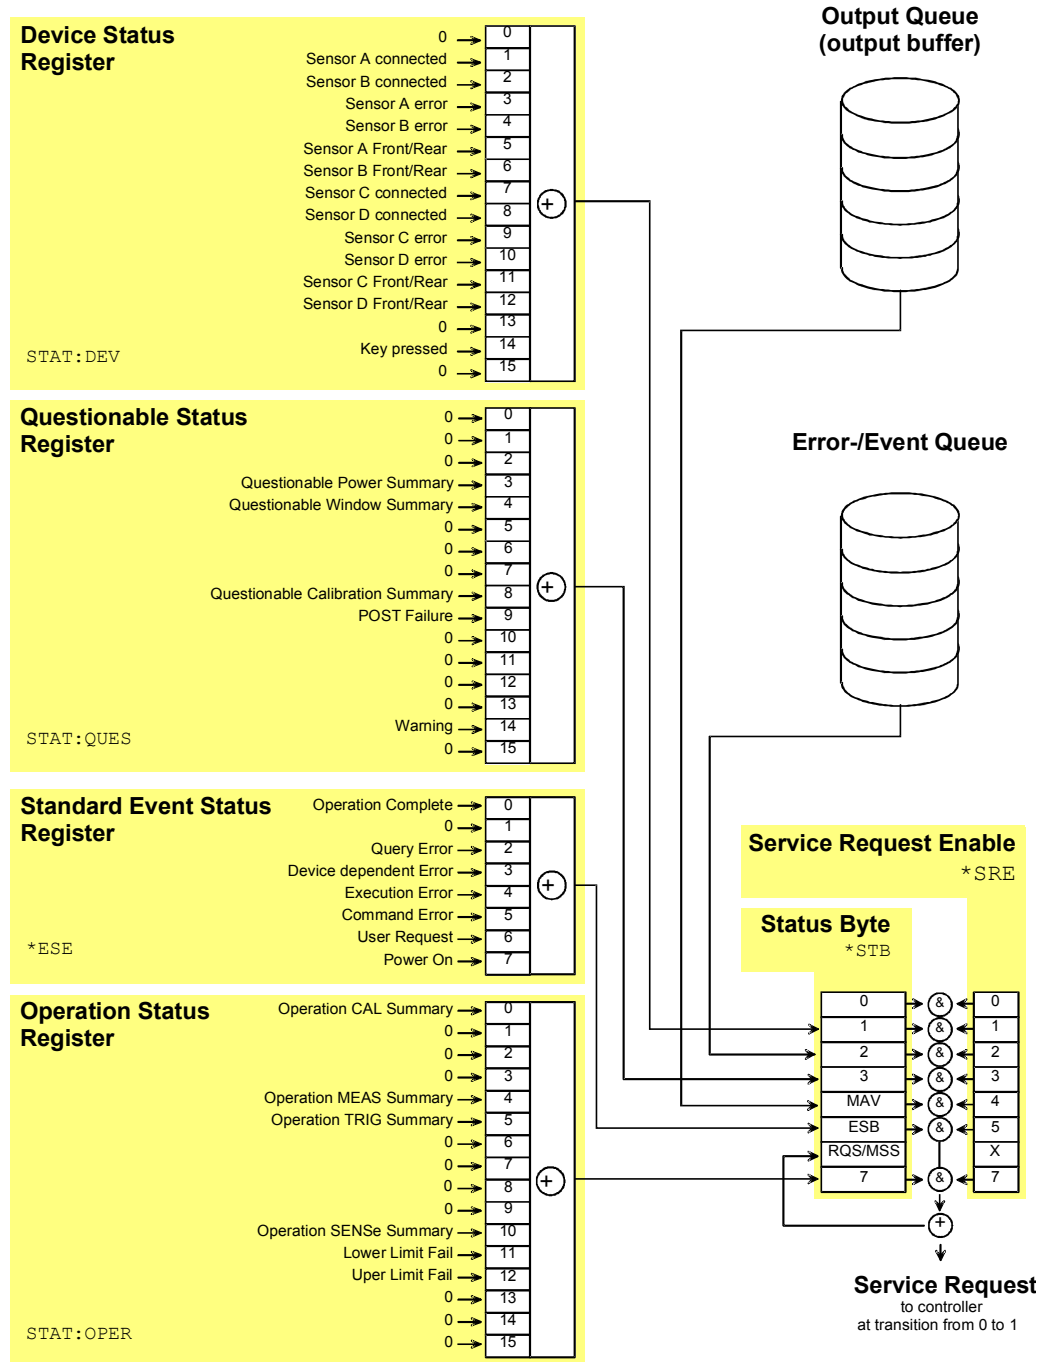 Device Status
Register
0 0
Sensor A connected 1
Sensor B connected 2
Sensor A error 3
Sensor B error 4
Sensor A Front/Rear 5
Sensor B Front/Rear 6
Sensor C connected 7
Sensor D connected 8
Sensor C error 9
Sensor D error 10
Sensor C Front/Rear 11
Sensor D Front/Rear 12
0 13
Key pressed 14
0 15
STAT:DEV
+
Output Queue
(output buffer)
Questionable Status
Register
0 0
0 1
0 2
Questionable Power Summary 3
Questionable Window Summary 4
0 5
0 6
0 7
Questionable Calibration Summary 8
POST Failure 9
0 10
0 11
0 12
0 13
Warning 14
0 15
STAT:QUES
+
Error-/Event Queue
Standard Event Status
Register
Operation Complete 0
0 1
Query Error 2
Device dependent Error 3
Execution Error 4
Command Error 5
User Request 6
Power On 7
*ESE
+
Operation Status
Register
Operation CAL Summary 0
0 1
0 2
0 3
Operation MEAS Summary 4
Operation TRIG Summary 5
0 6
0 7
0 8
0 9
Operation SENSe Summary 10
Lower Limit Fail 11
Uper Limit Fail 12
0 13
0 14
0 15
STAT:OPER
+
Service Request Enable
*SRE
Status Byte
*STB
0 & 0
1 & 1
2 & 2
3 & 3
MAV & 4
ESB & 5
RQS/MSS X
7 & 7
+
Service Request
to controller
at transition from 0 to 1